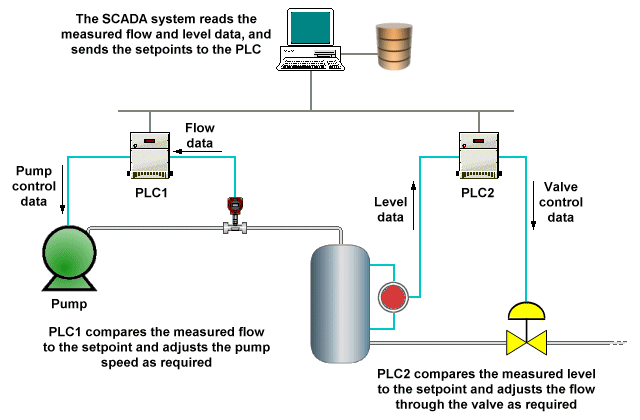 The SCADA system reads the
measured flow and level data, and
sends the setpoints to the PLC
Flow
data
Pump
control
data
PLC1
PLC2
Level
data
Valve
control
data
Pump
PLC1 compares the measured flow
to the setpoint and adjusts the pump
speed as required
PLC2 compares the measured level
to the setpoint and adjusts the flow
through the valve as required